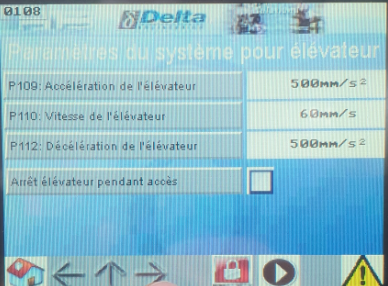 0108
Delta
Paramètres du système pour élévateur
P109: Accélération de l'élévateur 500mm/s²
P110: Vitesse de l'élévateur 60mm/s
P112: Décélération de l'élévateur 500mm/s²
Arrêt élévateur pendant accès